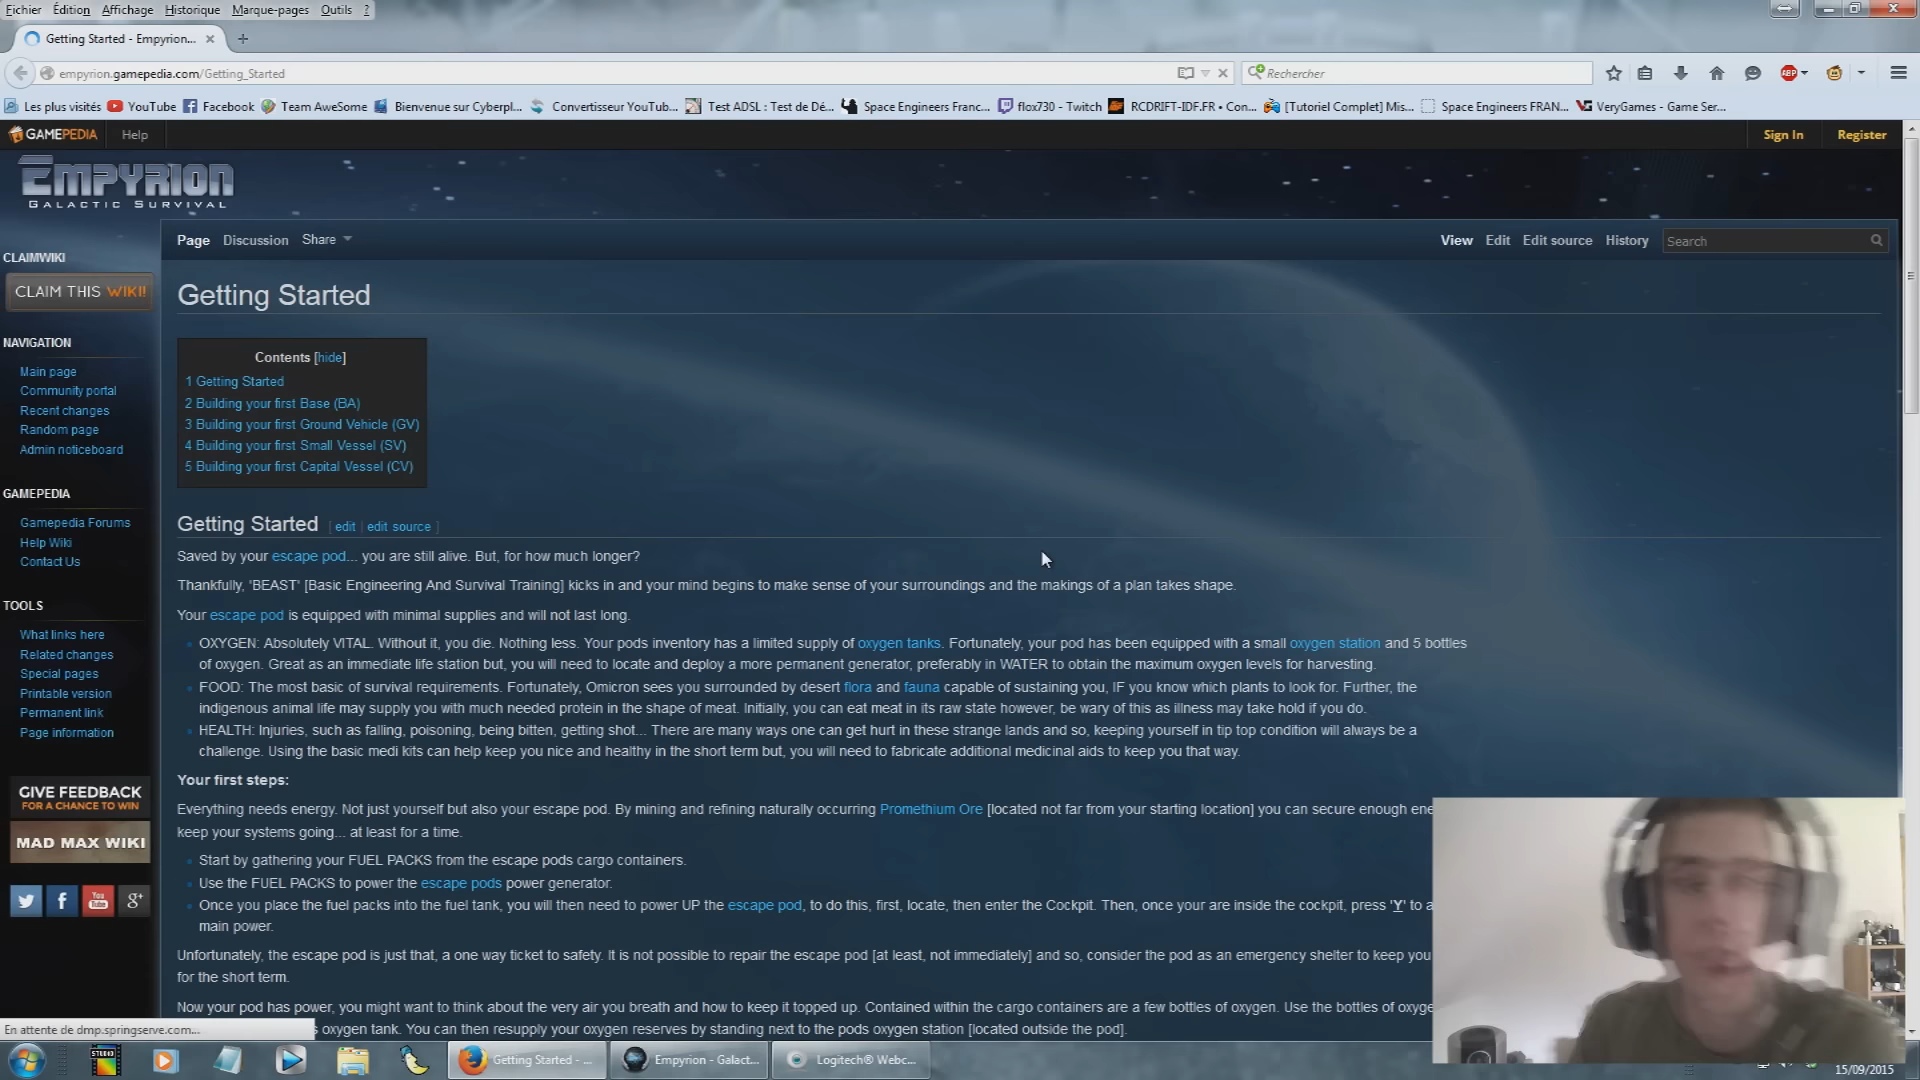 Fichier Édition Affichage Historique Marque-pages Outils ?
Getting Started - Empyrion...
empyrion.gamepedia.com/Getting_Started
Rechercher
ABP
Les plus visités YouTube Facebook Team AweSome Bienvenue sur Cyberpl... Convertisseur YouTub... Test ADSL : Test de Dé... Space Engineers Franc... flox730 - Twitch RCDRIFT-IDF.FR • Con... [Tutoriel Complet] Mis... Space Engineers FRAN... VeryGames - Game Ser...
GAMEPEDIA Help Sign In Register
EMPYRION
GALACTIC SURVIVAL
Page Discussion Share View Edit Edit source History Search
CLAIMWIKI
CLAIM THIS WIKI!
NAVIGATION
Main page
Community portal
Recent changes
Random page
Admin noticeboard
GAMEPEDIA
Gamepedia Forums
Help Wiki
Contact Us
TOOLS
What links here
Related changes
Special pages
Printable version
Permanent link
Page information
GIVE FEEDBACK
FOR A CHANCE TO WIN
MAD MAX WIKI
You
Tube
g+
Getting Started
Contents [hide]
1 Getting Started
2 Building your first Base (BA)
3 Building your first Ground Vehicle (GV)
4 Building your first Small Vessel (SV)
5 Building your first Capital Vessel (CV)
Getting Started [ edit | edit source ]
Saved by your escape pod... you are still alive. But, for how much longer?
Thankfully, 'BEAST' [Basic Engineering And Survival Training] kicks in and your mind begins to make sense of your surroundings and the makings of a plan takes shape.
Your escape pod is equipped with minimal supplies and will not last long.
OXYGEN: Absolutely VITAL. Without it, you die. Nothing less. Your pods inventory has a limited supply of oxygen tanks. Fortunately, your pod has been equipped with a small oxygen station and 5 bottles
of oxygen. Great as an immediate life station but, you will need to locate and deploy a more permanent generator, preferably in WATER to obtain the maximum oxygen levels for harvesting.
FOOD: The most basic of survival requirements. Fortunately, Omicron sees you surrounded by desert flora and fauna capable of sustaining you, IF you know which plants to look for. Further, the
indigenous animal life may supply you with much needed protein in the shape of meat. Initially, you can eat meat in its raw state however, be wary of this as illness may take hold if you do.
HEALTH: Injuries, such as falling, poisoning, being bitten, getting shot... There are many ways one can get hurt in these strange lands and so, keeping yourself in tip top condition will always be a
challenge. Using the basic medi kits can help keep you nice and healthy in the short term but, you will need to fabricate additional medicinal aids to keep you that way.
Your first steps:
Everything needs energy. Not just yourself but also your escape pod. By mining and refining naturally occurring Promethium Ore [located not far from your starting location] you can secure enough ene
keep your systems going... at least for a time.
Start by gathering your FUEL PACKS from the escape pods cargo containers.
Use the FUEL PACKS to power the escape pods power generator.
Once you place the fuel packs into the fuel tank, you will then need to power UP the escape pod, to do this, first, locate, then enter the Cockpit. Then, once your are inside the cockpit, press 'Y' to a
main power.
Unfortunately, the escape pod is just that, a one way ticket to safety. It is not possible to repair the escape pod [at least, not immediately] and so, consider the pod as an emergency shelter to keep you
for the short term.
Now your pod has power, you might want to think about the very air you breath and how to keep it topped up. Contained within the cargo containers are a few bottles of oxygen. Use the bottles of oxyge
s oxygen tank. You can then resupply your oxygen reserves by standing next to the pods oxygen station [located outside the pod].
En attente de dmp.springserve.com...
STUDIO Getting Started - ... Empyrion - Galact... Logitech® Webc...
15/09/2015